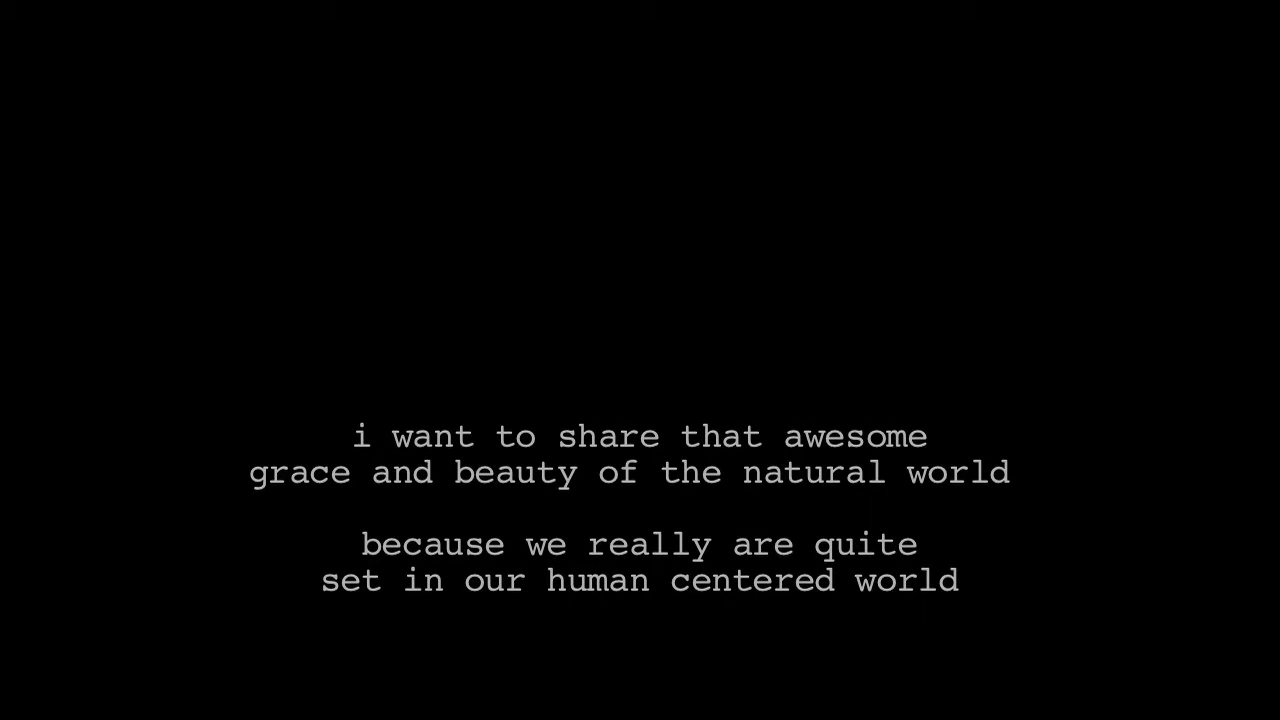 i want to share that awesome
grace and beauty of the natural world
because we really are quite
set in our human centered world